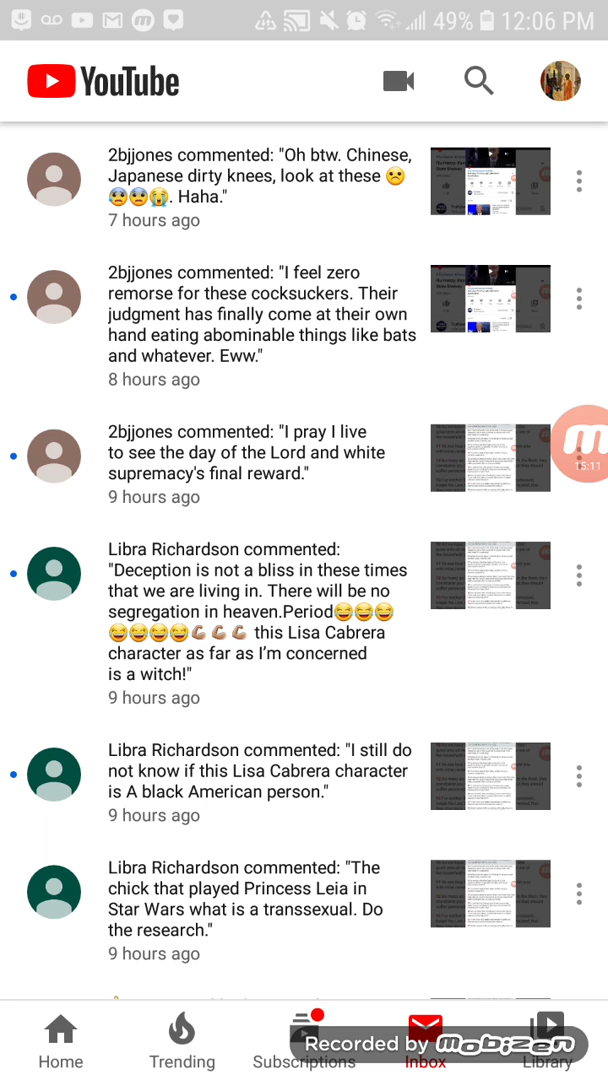 49% 12:06 PM
YouTube
2bjjones commented: "Oh btw. Chinese,
Japanese dirty knees, look at these 😕
😰😰😭. Haha."
7 hours ago
2bjjones commented: "I feel zero
remorse for these cocksuckers. Their
judgment has finally come at their own
hand eating abominable things like bats
and whatever. Eww."
8 hours ago
2bjjones commented: "I pray I live
to see the day of the Lord and white
supremacy's final reward."
9 hours ago
15:11
Libra Richardson commented:
"Deception is not a bliss in these times
that we are living in. There will be no
segregation in heaven.Period😂😂😂
😂😂😂😂💪🏽💪🏽💪🏽 this Lisa Cabrera
character as far as I’m concerned
is a witch!"
9 hours ago
Libra Richardson commented: "I still do
not know if this Lisa Cabrera character
is A black American person."
9 hours ago
Libra Richardson commented: "The
chick that played Princess Leia in
Star Wars what is a transsexual. Do
the research."
9 hours ago
Recorded by mobizen
Home Trending Subscriptions Inbox Library